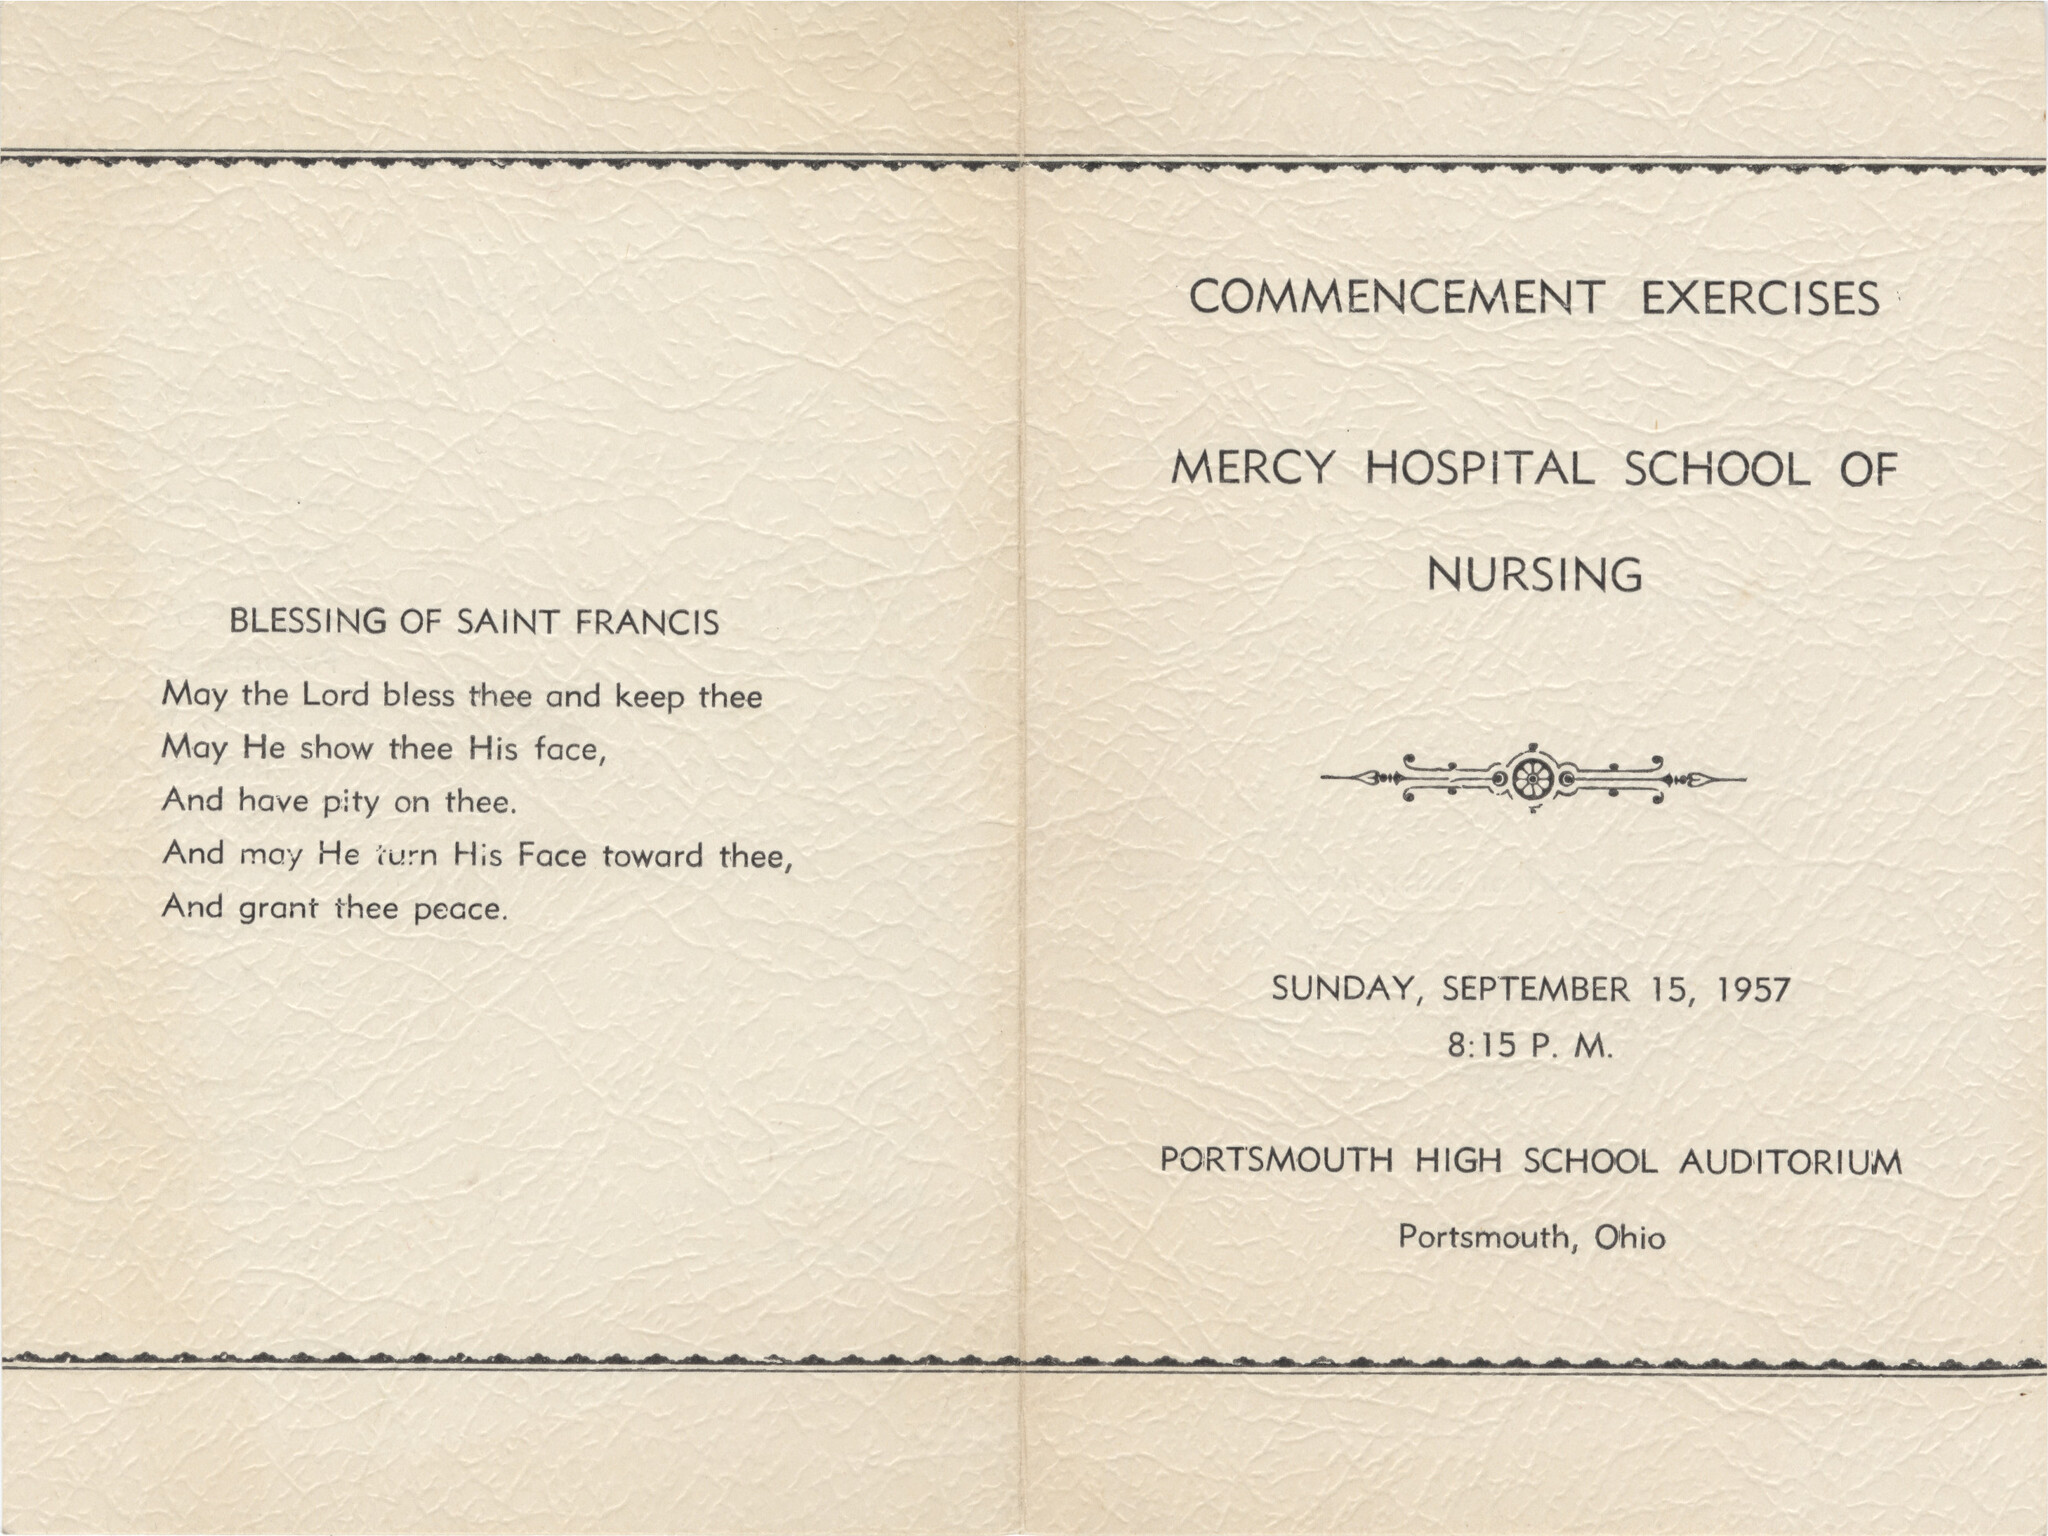 BLESSING OF SAINT FRANCIS
May the Lord bless thee and keep thee
May He show thee His face,
And have pity on thee.
And may He turn His Face toward thee,
And grant thee peace.
COMMENCEMENT EXERCISES
MERCY HOSPITAL SCHOOL OF
NURSING
SUNDAY, SEPTEMBER 15, 1957
8:15 P. M.
PORTSMOUTH HIGH SCHOOL AUDITORIUM
Portsmouth, Ohio